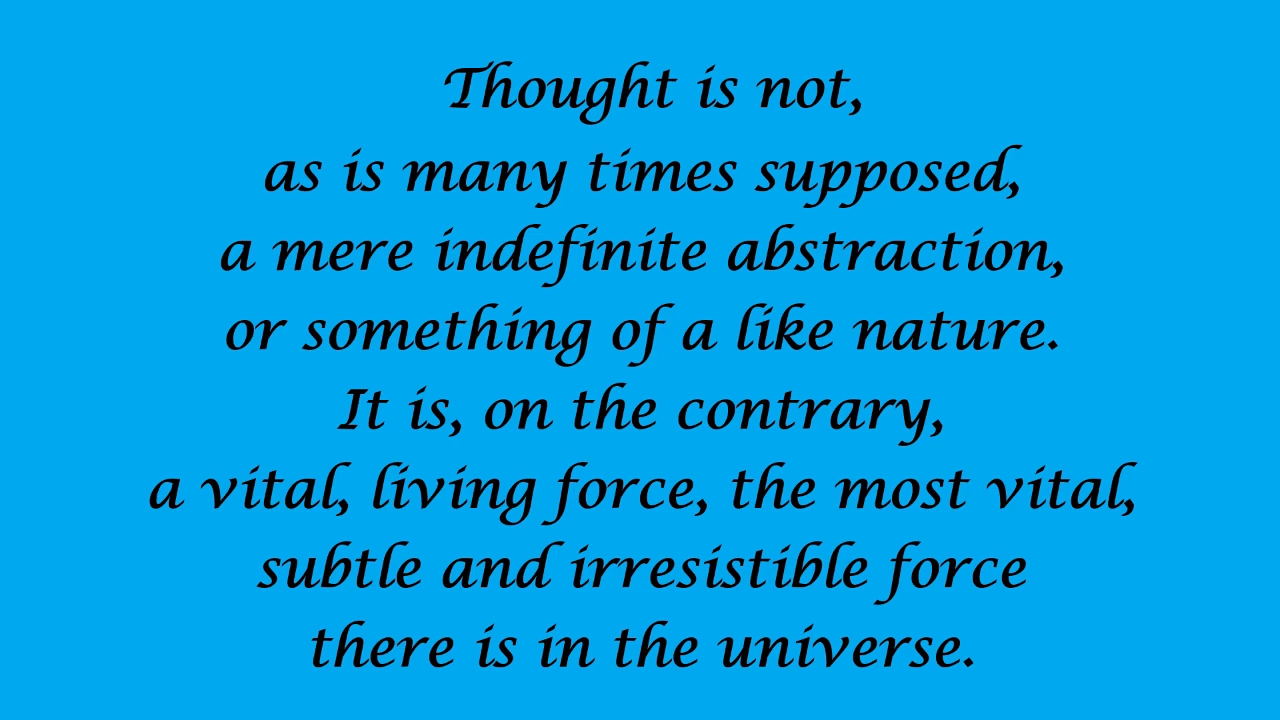 Thought is not,
as is many times supposed,
a mere indefinite abstraction,
or something of a like nature.
It is, on the contrary,
a vital, living force, the most vital,
subtle and irresistible force
there is in the universe.